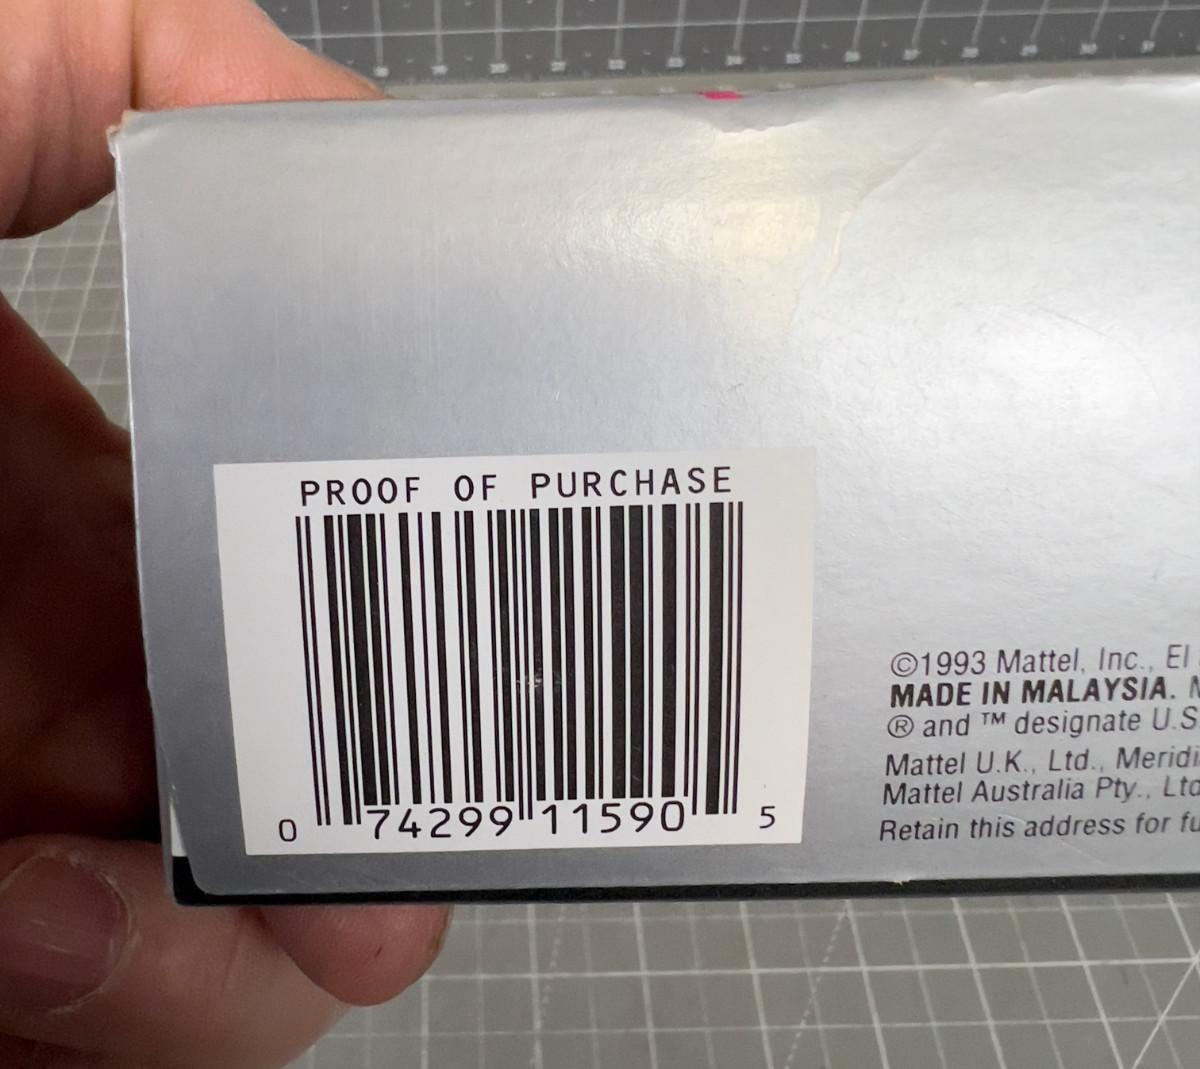 PROOF OF PURCHASE
0 74299 11590 5
©1993 Mattel, Inc., El
MADE IN MALAYSIA.
® and ™ designate U.S
Mattel U.K., Ltd.,
Mattel Australia Pty.,
Retain this address for